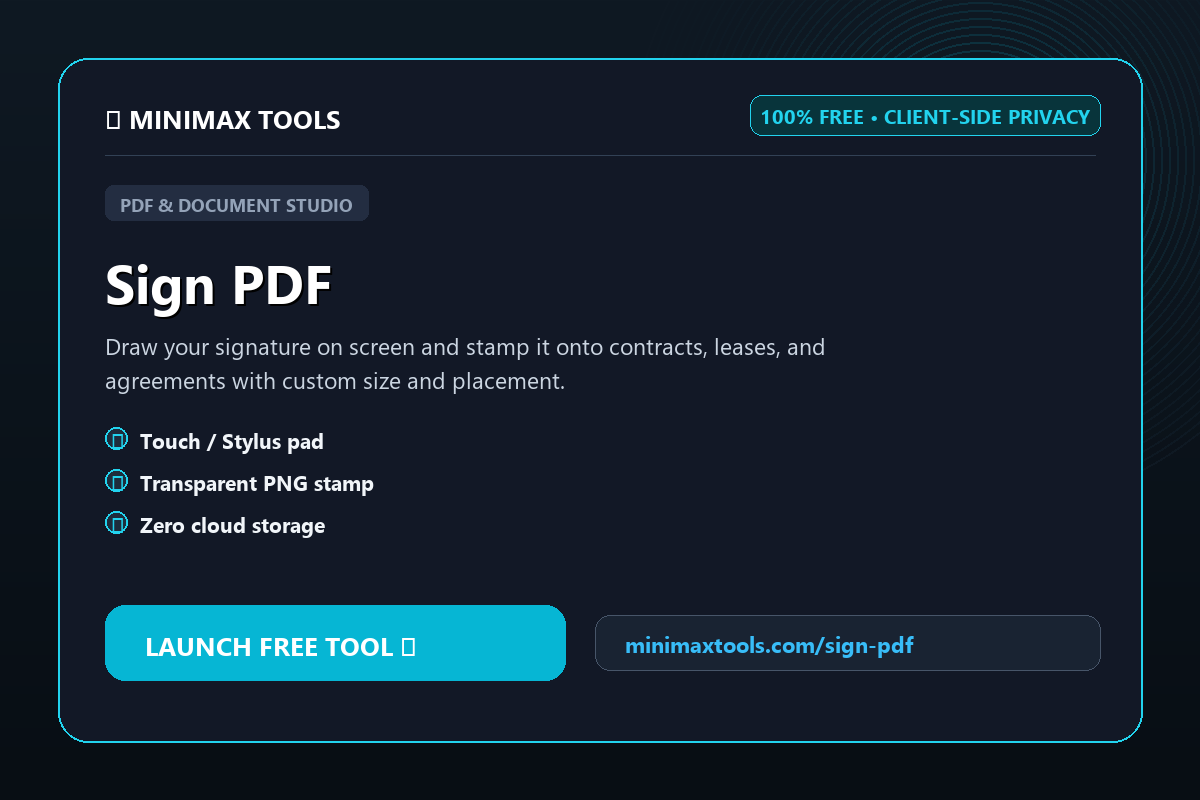 MINIMAX TOOLS
100% FREE • CLIENT-SIDE PRIVACY
PDF & DOCUMENT STUDIO
Sign PDF
Draw your signature on screen and stamp it onto contracts, leases, and
agreements with custom size and placement.
Touch / Stylus pad
Transparent PNG stamp
Zero cloud storage
LAUNCH FREE TOOL
minimaxtools.com/sign-pdf